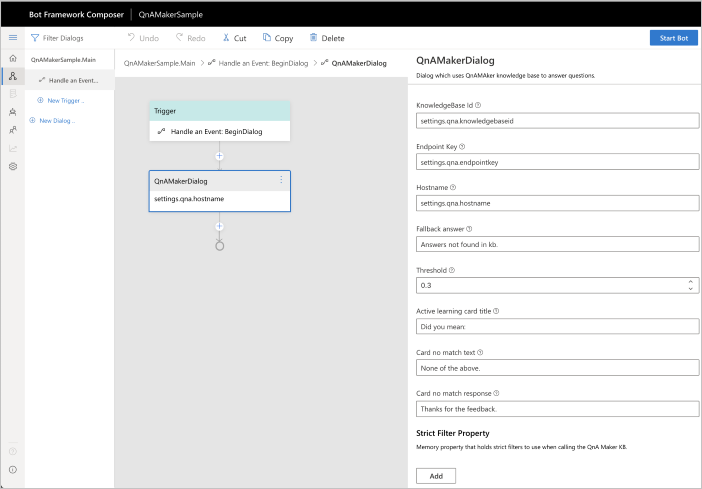 Bot Framework Composer | QnAMakerSample
Filter Dialogs
Undo Redo Cut Copy Delete
Start Bot
QnAMakerSample.Main
Handle an Event...
New Trigger...
New Dialog...
QnAMakerSample.Main > Handle an Event: BeginDialog > QnAMakerDialog
Trigger
Handle an Event: BeginDialog
QnAMakerDialog
settings.qna.hostname
QnAMakerDialog
Dialog which uses QnAMAker knowledge base to answer questions.
KnowledgeBase Id
settings.qna.knowledgebaseid
Endpoint Key
settings.qna.endpointkey
Hostname
settings.qna.hostname
Fallback answer
Answers not found in kb.
Threshold
0.3
Active learning card title
Did you mean:
Card no match text
None of the above.
Card no match response
Thanks for the feedback.
Strict Filter Property
Memory property that holds strict filters to use when calling the QnA Maker KB.
Add